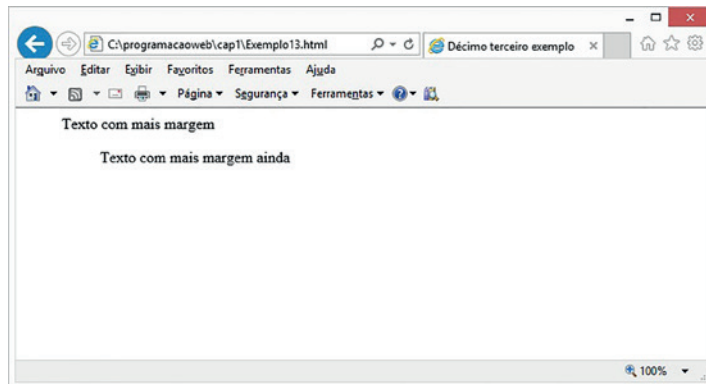 C:\programacaoweb\cap1\Exemplo13.html
Décimo terceiro exemplo
Arquivo Editar Exibir Favoritos Ferramentas Ajuda
Página Segurança Ferramentas
Texto com mais margem
Texto com mais margem ainda
100%